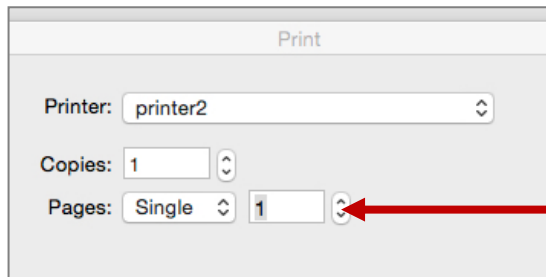 Print
Printer: printer2
Copies: 1
Pages: Single 1